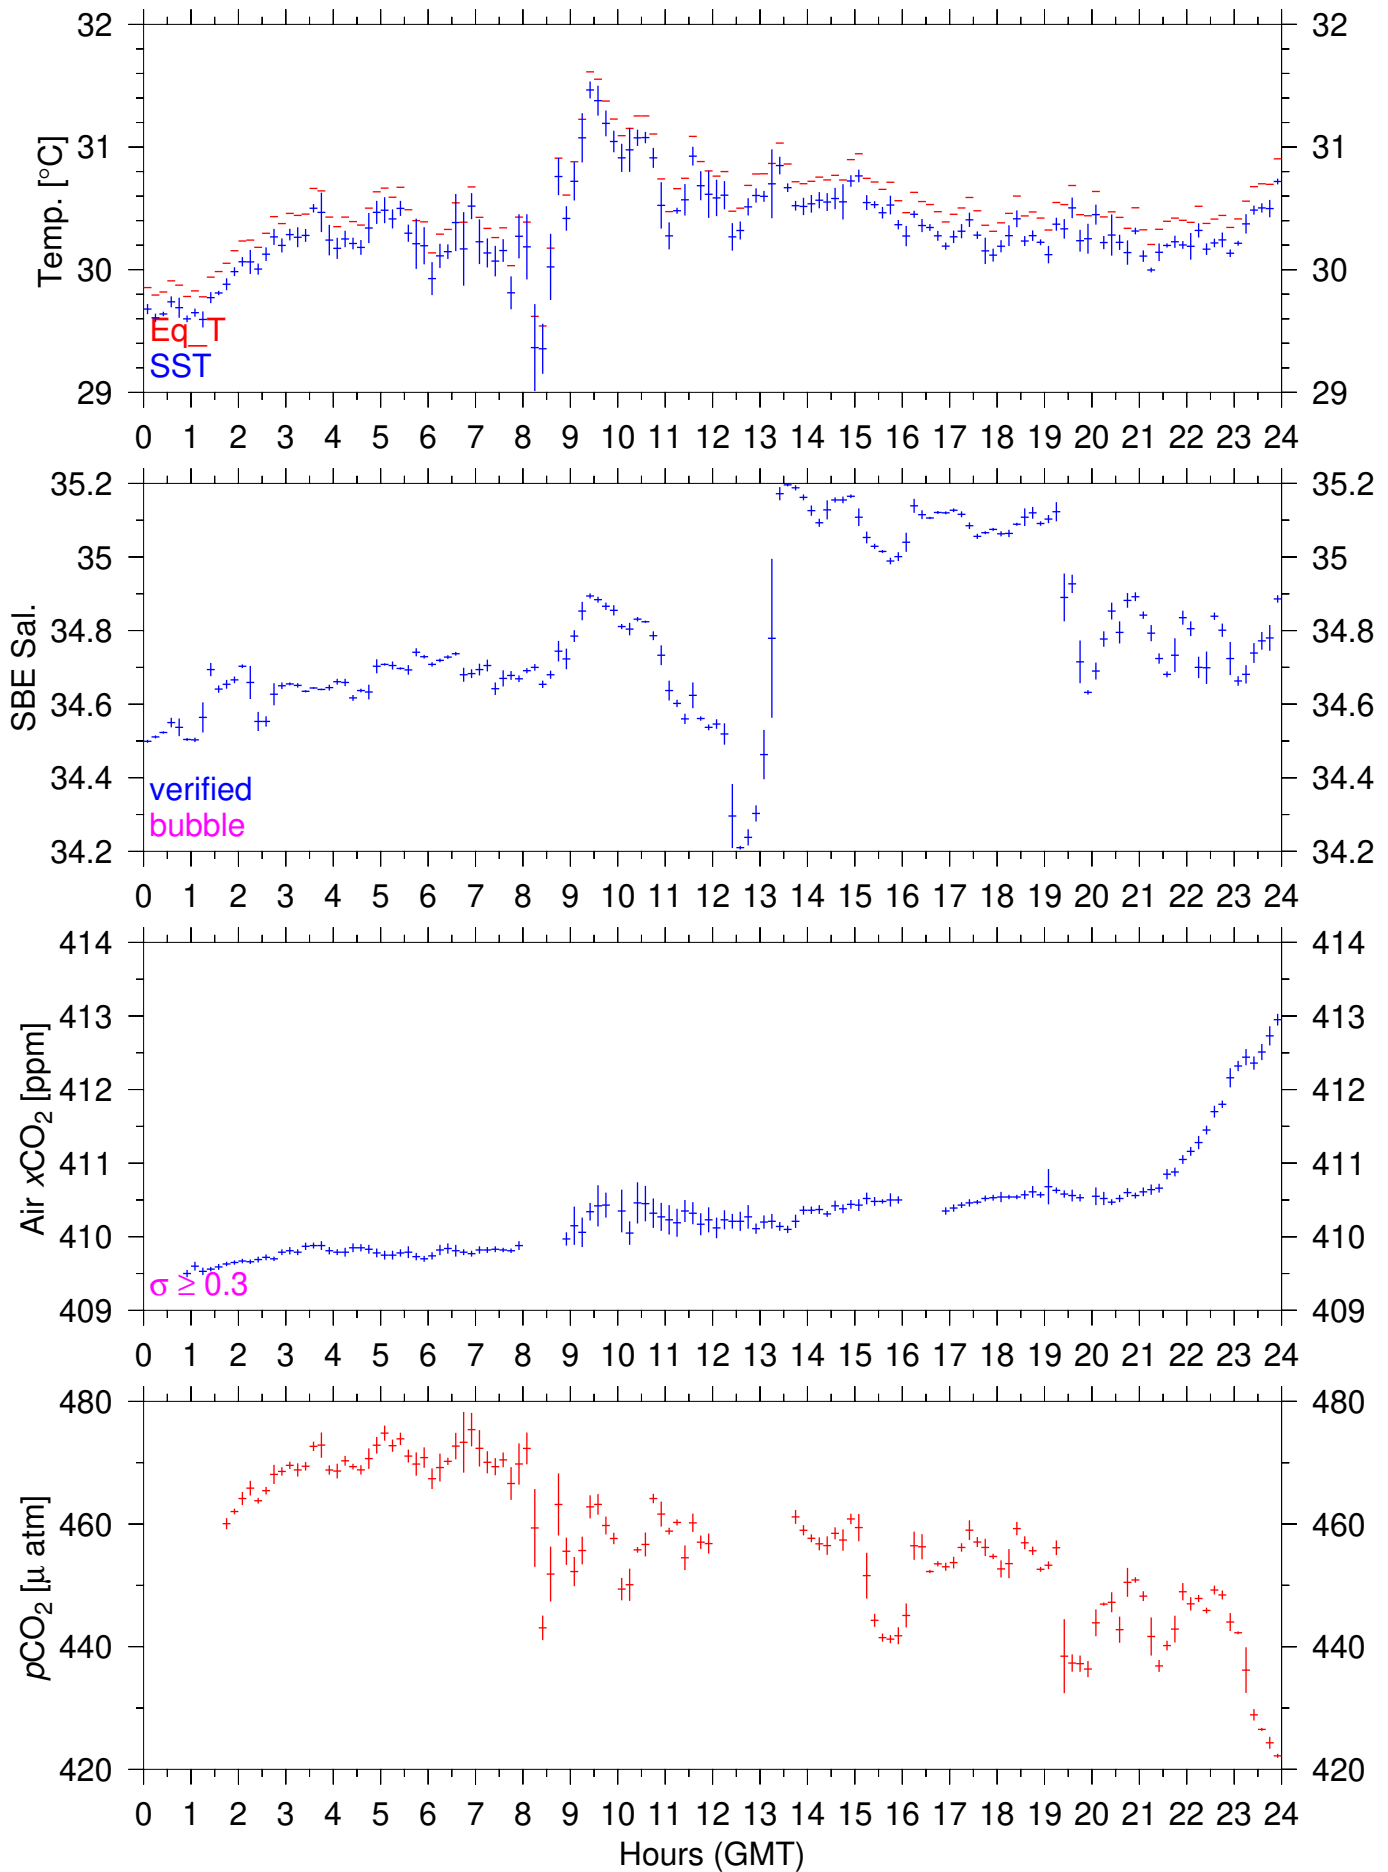 32 32
31 31
30 30
29 29
Temp. [°C]
Eq_T
SST
0 1 2 3 4 5 6 7 8 9 10 11 12 13 14 15 16 17 18 19 20 21 22 23 24
35.2 35.2
35 35
34.8 34.8
34.6 34.6
34.4 34.4
34.2 34.2
SBE Sal.
verified
bubble
0 1 2 3 4 5 6 7 8 9 10 11 12 13 14 15 16 17 18 19 20 21 22 23 24
414 414
413 413
412 412
411 411
410 410
409 409
Air xCO₂ [ppm]
σ ≥ 0.3
0 1 2 3 4 5 6 7 8 9 10 11 12 13 14 15 16 17 18 19 20 21 22 23 24
480 480
460 460
440 440
420 420
pCO₂ [μ atm]
0 1 2 3 4 5 6 7 8 9 10 11 12 13 14 15 16 17 18 19 20 21 22 23 24
Hours (GMT)